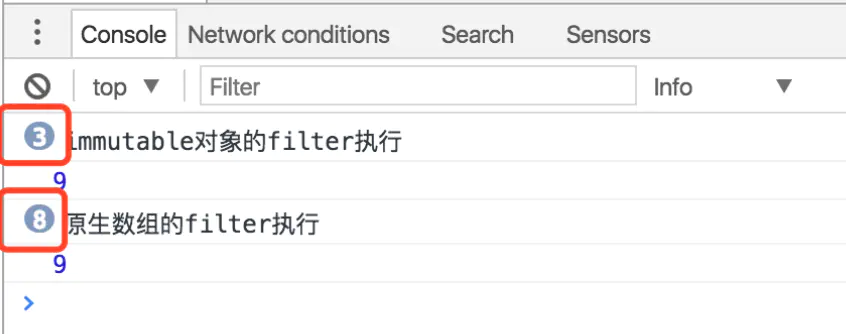 Console Network conditions Search Sensors
top Filter Info
3 immutable对象的filter执行
9
8 原生数组的filter执行
9